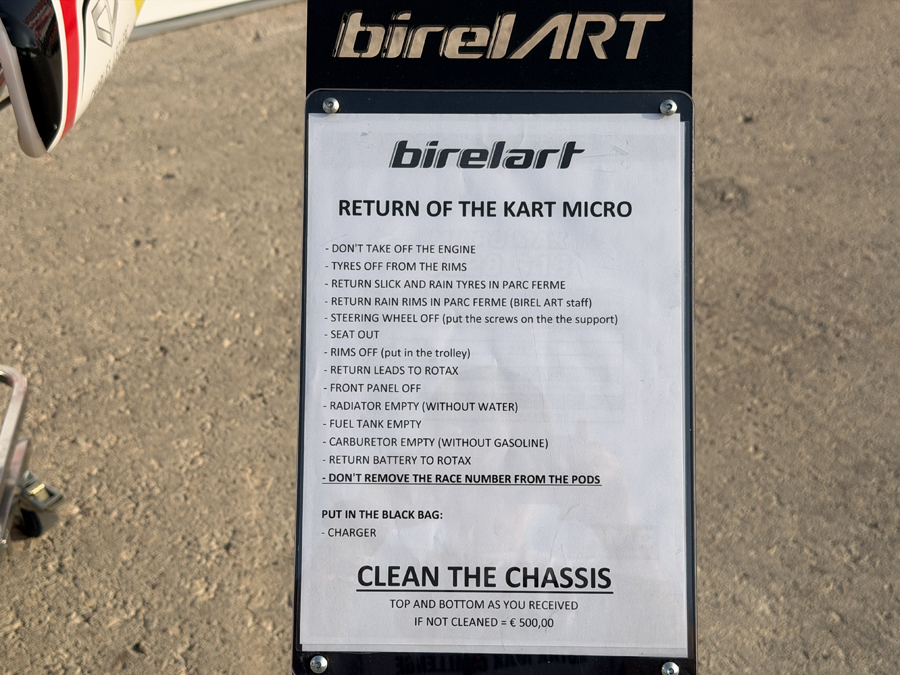 birelART
birelart
RETURN OF THE KART MICRO
- DON'T TAKE OFF THE ENGINE
- TYRES OFF FROM THE RIMS
- RETURN SLICK AND RAIN TYRES IN PARC FERME
- RETURN RAIN RIMS IN PARC FERME (BIREL ART staff)
- STEERING WHEEL OFF (put the screws on the the support)
- SEAT OUT
- RIMS OFF (put in the trolley)
- RETURN LEADS TO ROTAX
- FRONT PANEL OFF
- RADIATOR EMPTY (WITHOUT WATER)
- FUEL TANK EMPTY
- CARBURETOR EMPTY (WITHOUT GASOLINE)
- RETURN BATTERY TO ROTAX
- DON'T REMOVE THE RACE NUMBER FROM THE PODS
PUT IN THE BLACK BAG:
- CHARGER
CLEAN THE CHASSIS
TOP AND BOTTOM AS YOU RECEIVED
IF NOT CLEANED = € 500,00